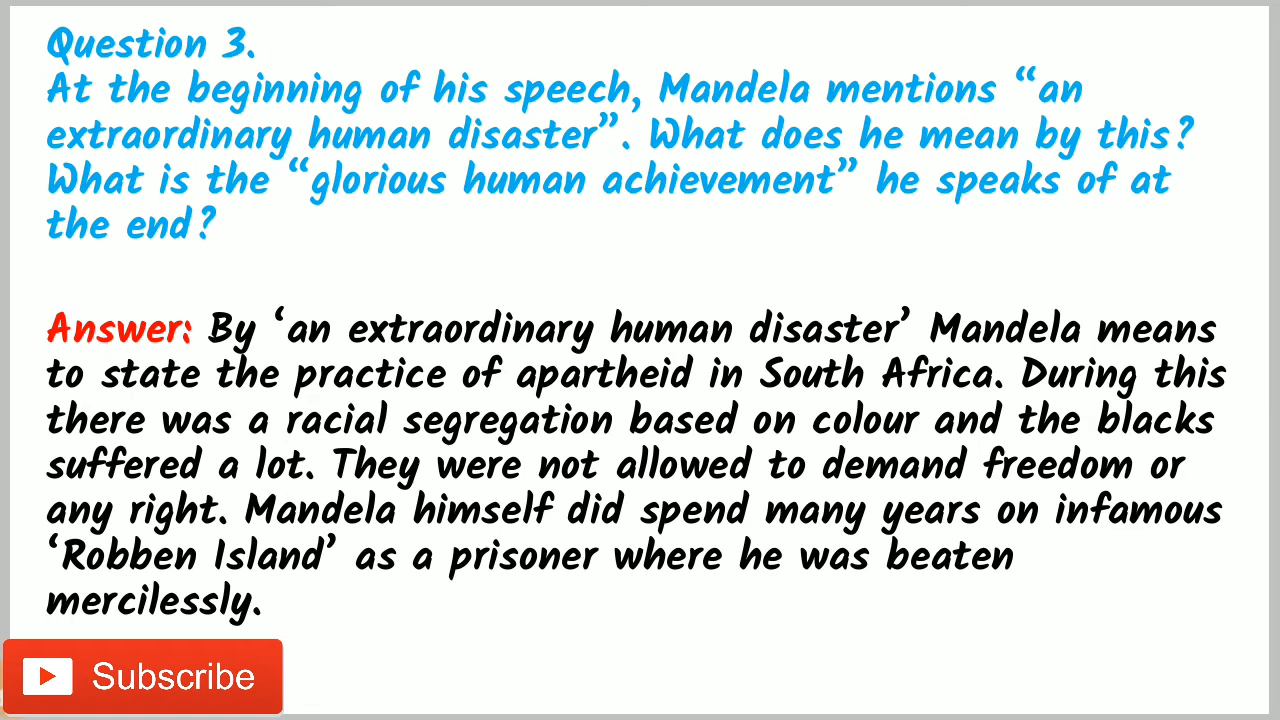 Question 3.
At the beginning of his speech, Mandela mentions “an
extraordinary human disaster”. What does he mean by this?
What is the “glorious human achievement” he speaks of at
the end?
Answer: By ‘an extraordinary human disaster’ Mandela means
to state the practice of apartheid in South Africa. During this
there was a racial segregation based on colour and the blacks
suffered a lot. They were not allowed to demand freedom or
any right. Mandela himself did spend many years on infamous
‘Robben Island’ as a prisoner where he was beaten
mercilessly.
Subscribe